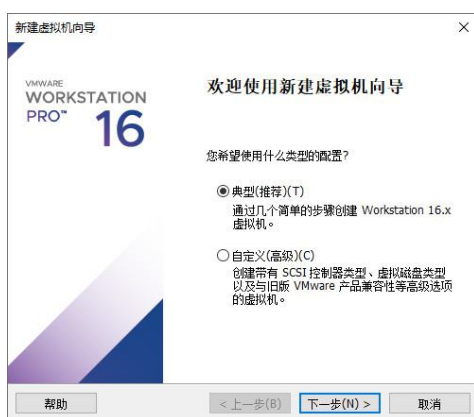 新建虚拟机向导
VMWARE
WORKSTATION
PRO™ 16
欢迎使用新建虚拟机向导
您希望使用什么类型的配置?
典型(推荐)(T)
通过几个简单的步骤创建 Workstation 16.x
虚拟机。
自定义(高级)(C)
创建带有 SCSI 控制器类型、虚拟磁盘类型
以及与旧版 VMware 产品兼容性等高级选项
的虚拟机。
帮助
< 上一步(B)
下一步(N) >
取消